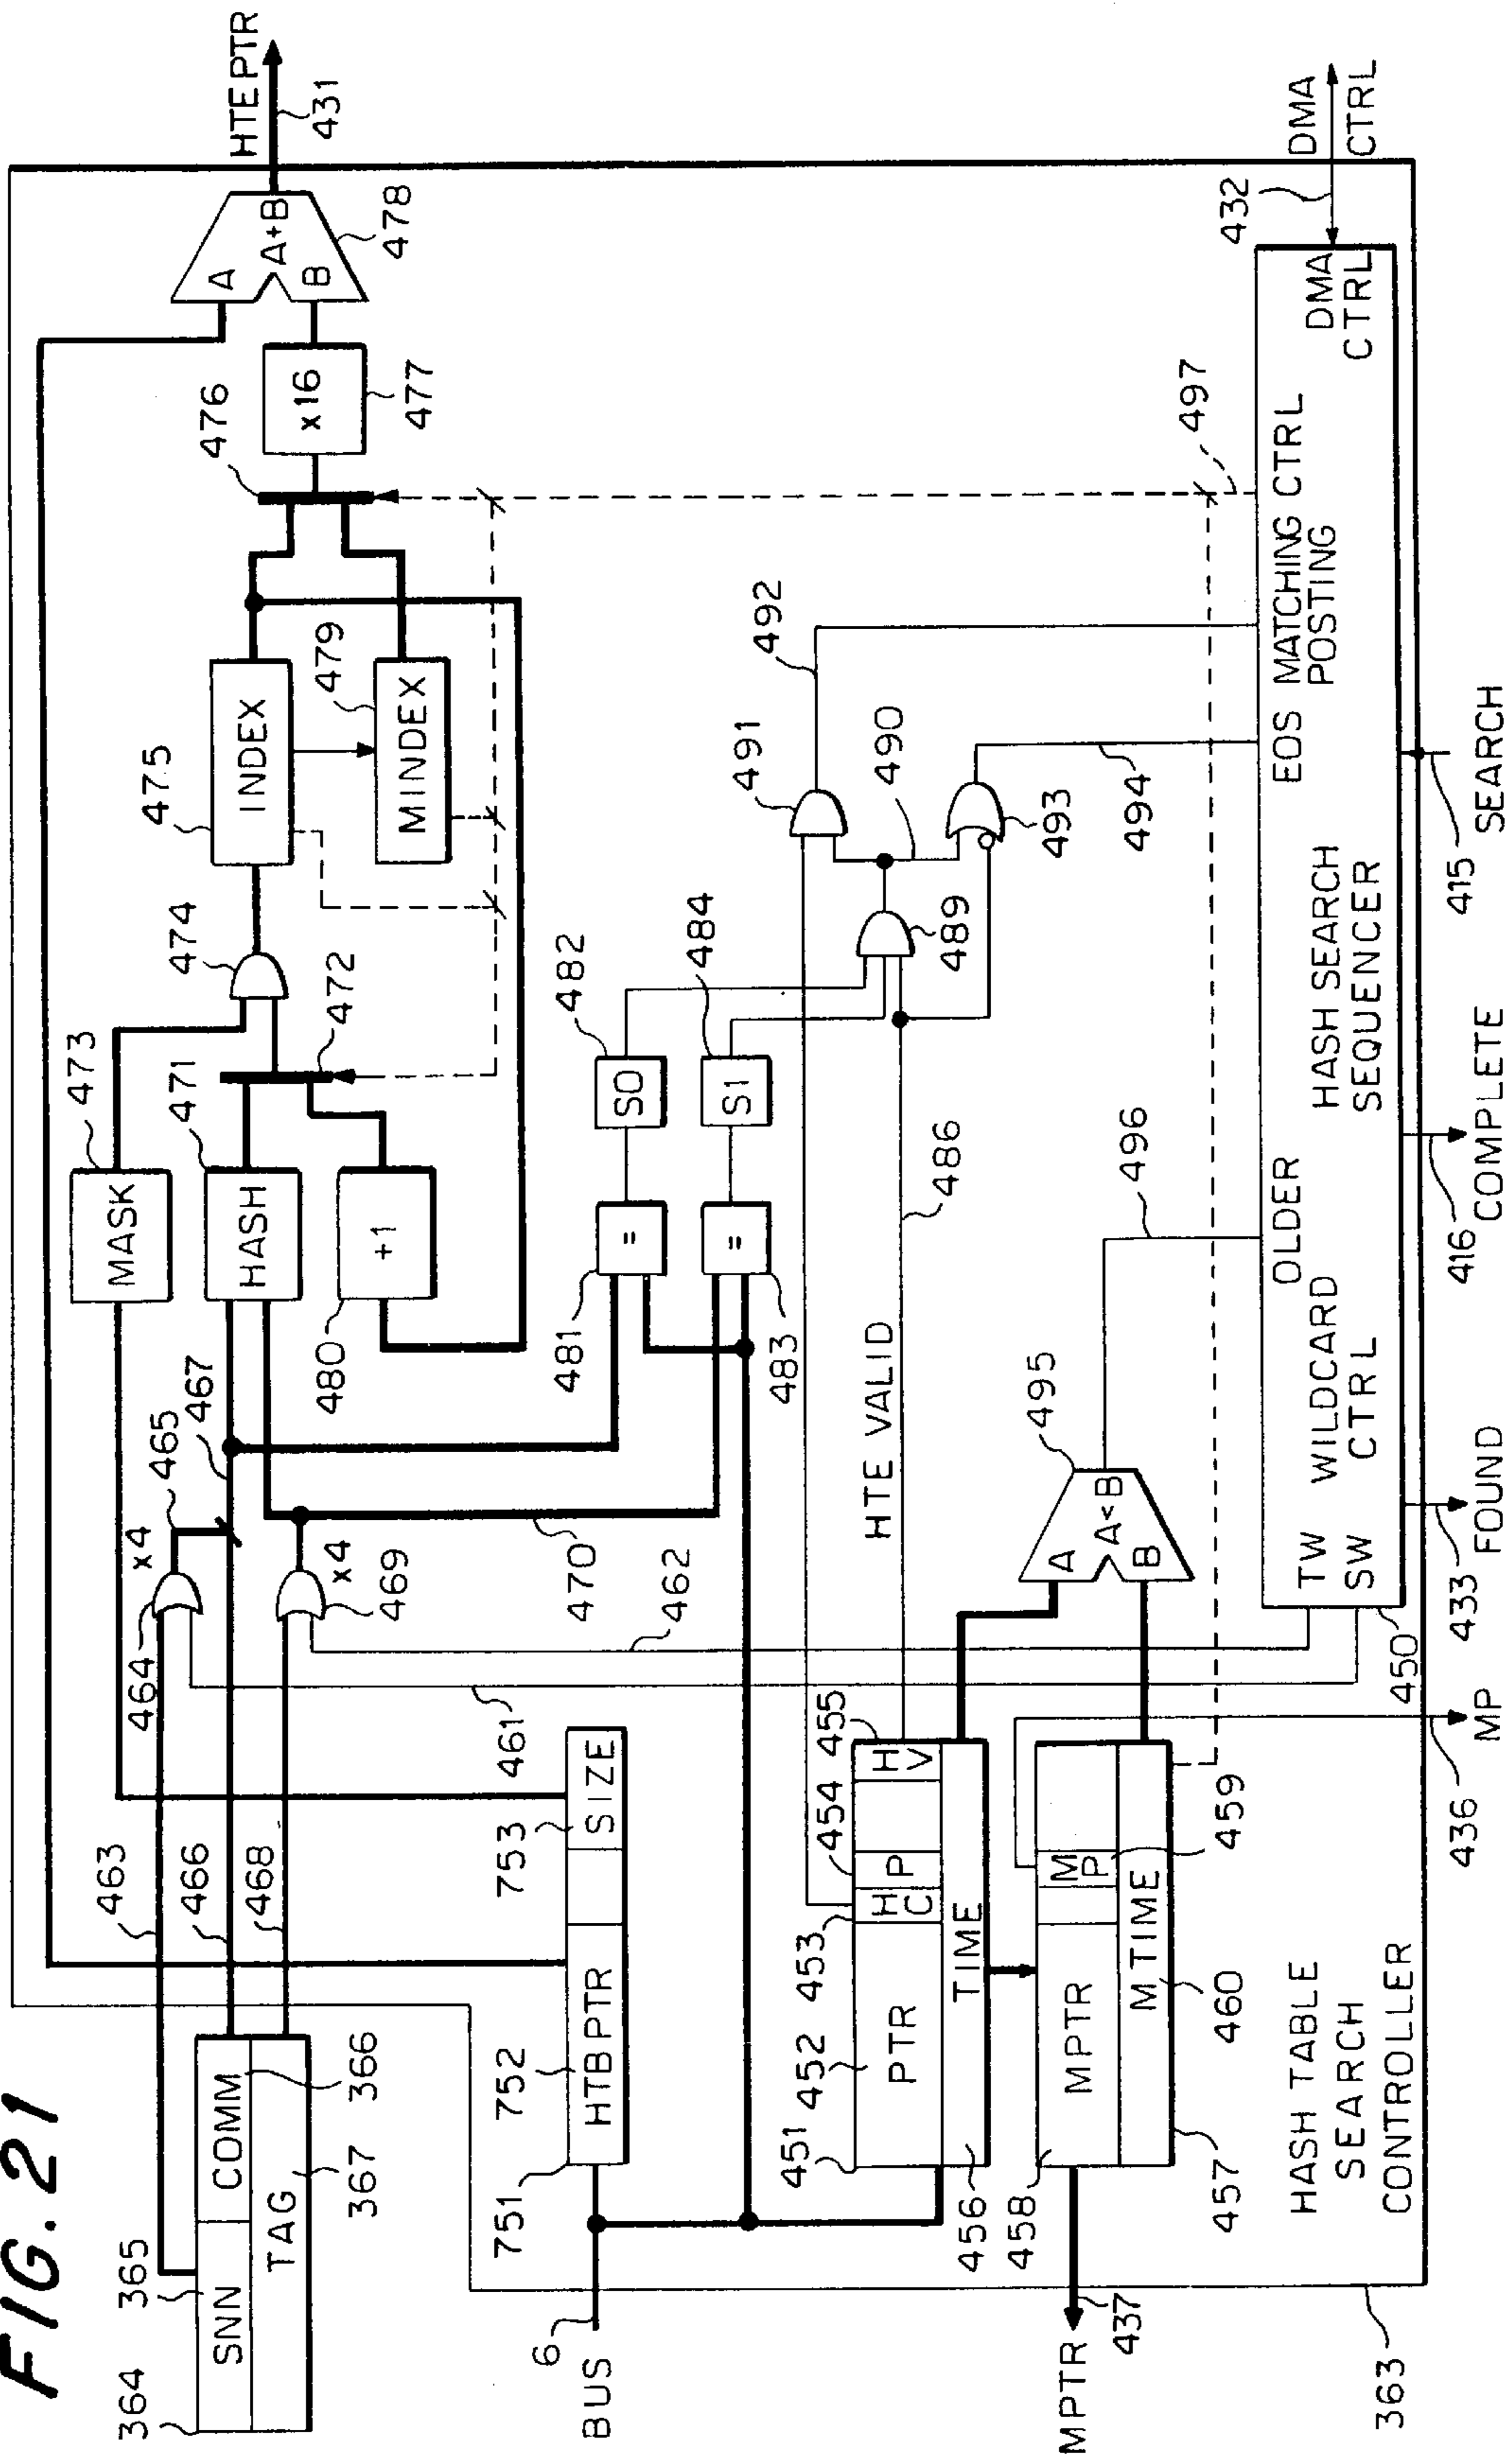 FIG. 21
364
365
SNN
COMM
TAG
366
367
463
466
468
464
x4
465
467
x4
469
470
462
461
MASK
473
HASH
471
+1
480
472
474
INDEX
475
MINDEX
479
476
x16
477
A
A+B
B
478
HTE PTR
431
BUS
6
751
752
HTBPTR
753
SIZE
481
=
482
S0
483
=
484
S1
489
490
491
492
493
494
HTE VALID
486
451
452
PTR
453
HC
454
P
455
HV
456
TIME
458
MPTR
MP
459
MTIME
460
457
MPTR
437
A
A<B
B
495
496
497
OLDER
EOS
MATCHING
POSTING
CTRL
TW
SW
WILDCARD
CTRL
HASH SEARCH
SEQUENCER
DMA
CTRL
432
DMA
CTRL
450
436
MP
433
FOUND
416
COMPLETE
415
SEARCH
HASH TABLE
SEARCH
CONTROLLER
363